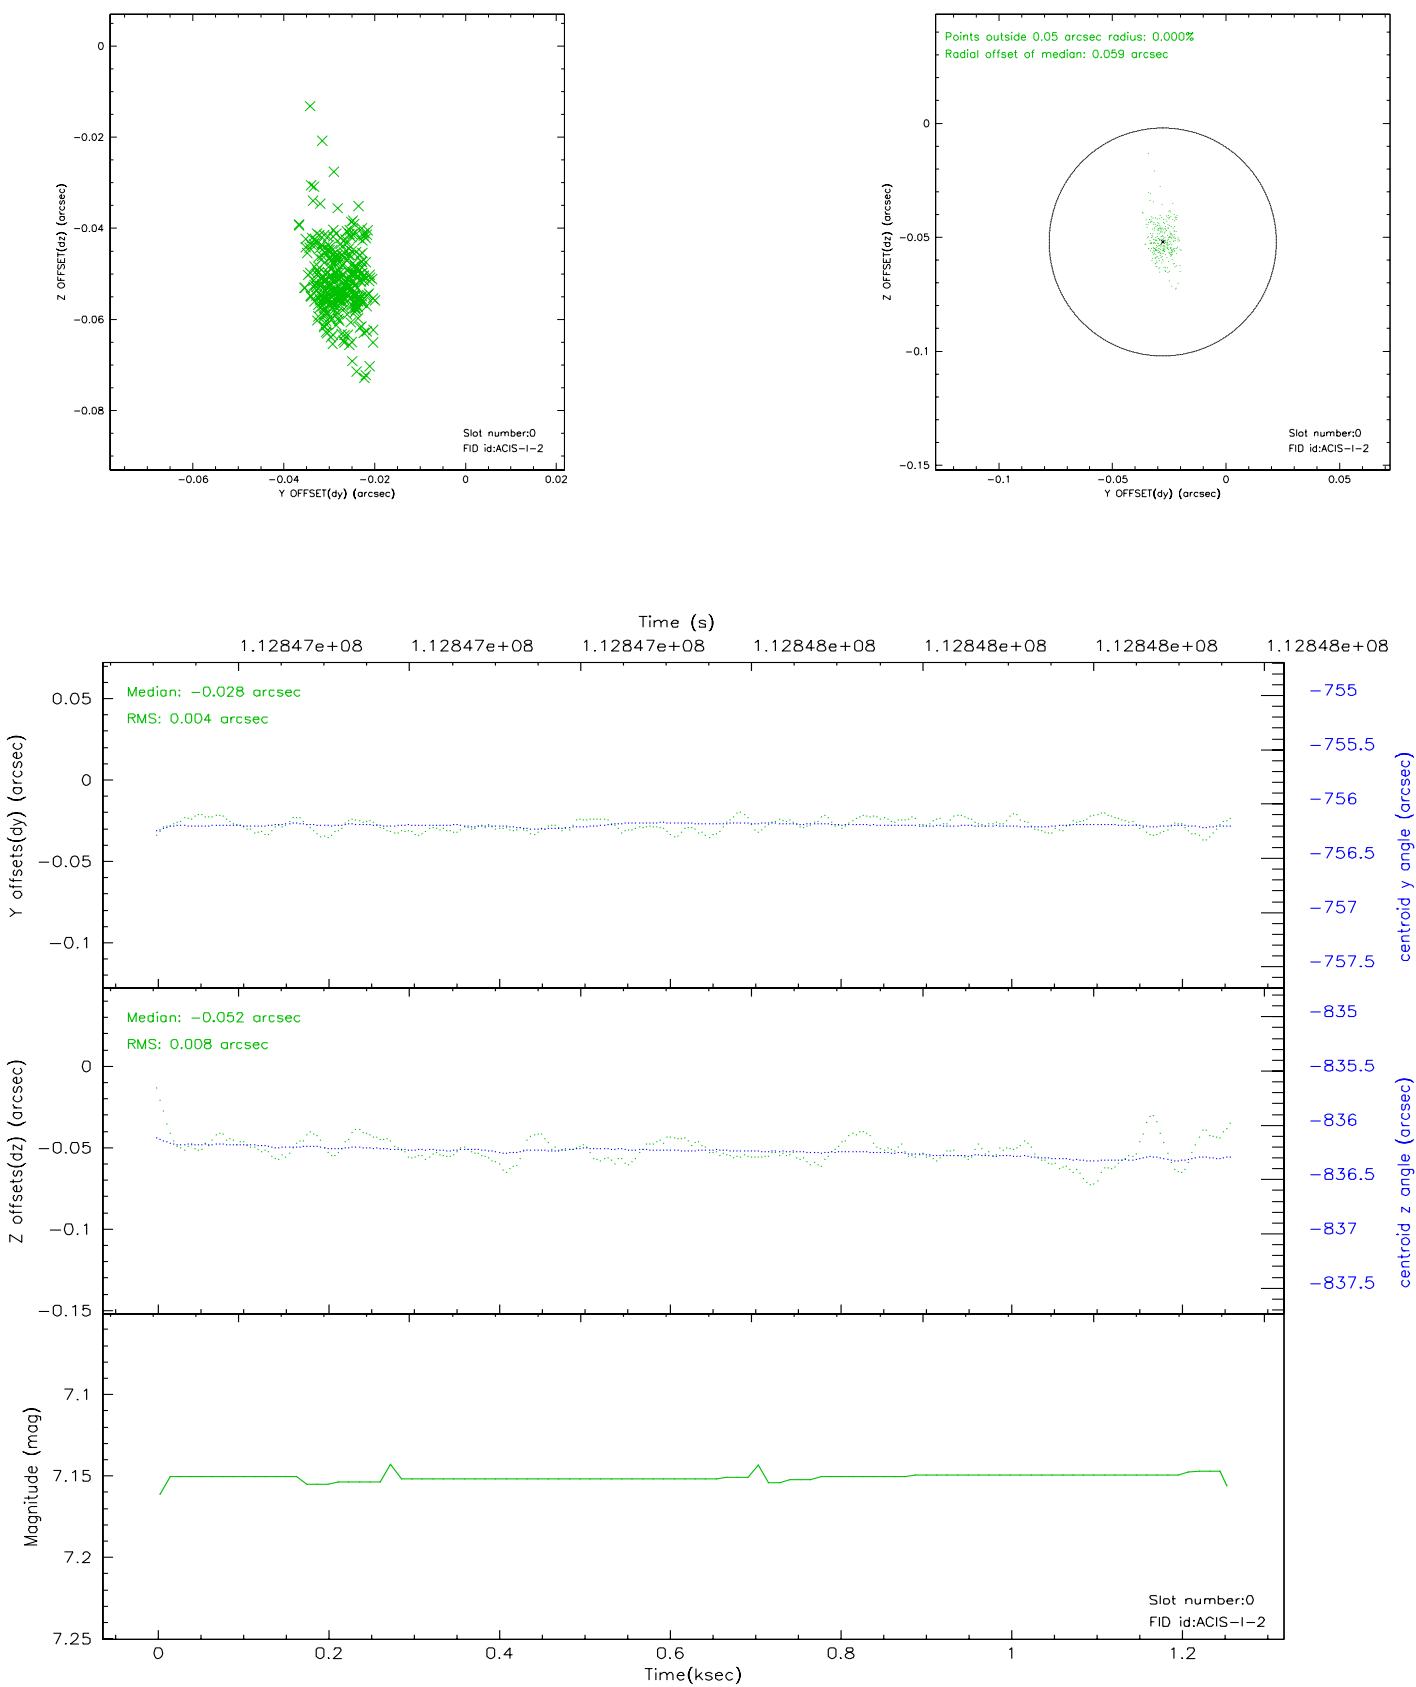 0
−0.02
−0.04
−0.06
−0.08
Z OFFSET(dz) (arcsec)
Slot number:0
FID id:ACIS−I−2
−0.06 −0.04 −0.02 0 0.02
Y OFFSET(dy) (arcsec)
Points outside 0.05 arcsec radius: 0.000%
Radial offset of median: 0.059 arcsec
0
−0.05
−0.1
−0.15
Z OFFSET(dz) (arcsec)
Slot number:0
FID id:ACIS−I−2
−0.1 −0.05 0 0.05
Y OFFSET(dy) (arcsec)
Time (s)
1.12847e+08 1.12847e+08 1.12847e+08 1.12848e+08 1.12848e+08 1.12848e+08 1.12848e+08
Median: −0.028 arcsec
RMS: 0.004 arcsec
0.05
0
−0.05
−0.1
Y offsets(dy) (arcsec)
−755
−755.5
−756
−756.5
−757
−757.5
centroid y angle (arcsec)
Median: −0.052 arcsec
RMS: 0.008 arcsec
0
−0.05
−0.1
−0.15
Z offsets(dz) (arcsec)
−835
−835.5
−836
−836.5
−837
−837.5
centroid z angle (arcsec)
7.1
7.15
7.2
7.25
Magnitude (mag)
Slot number:0
FID id:ACIS−I−2
0 0.2 0.4 0.6 0.8 1 1.2
Time(ksec)